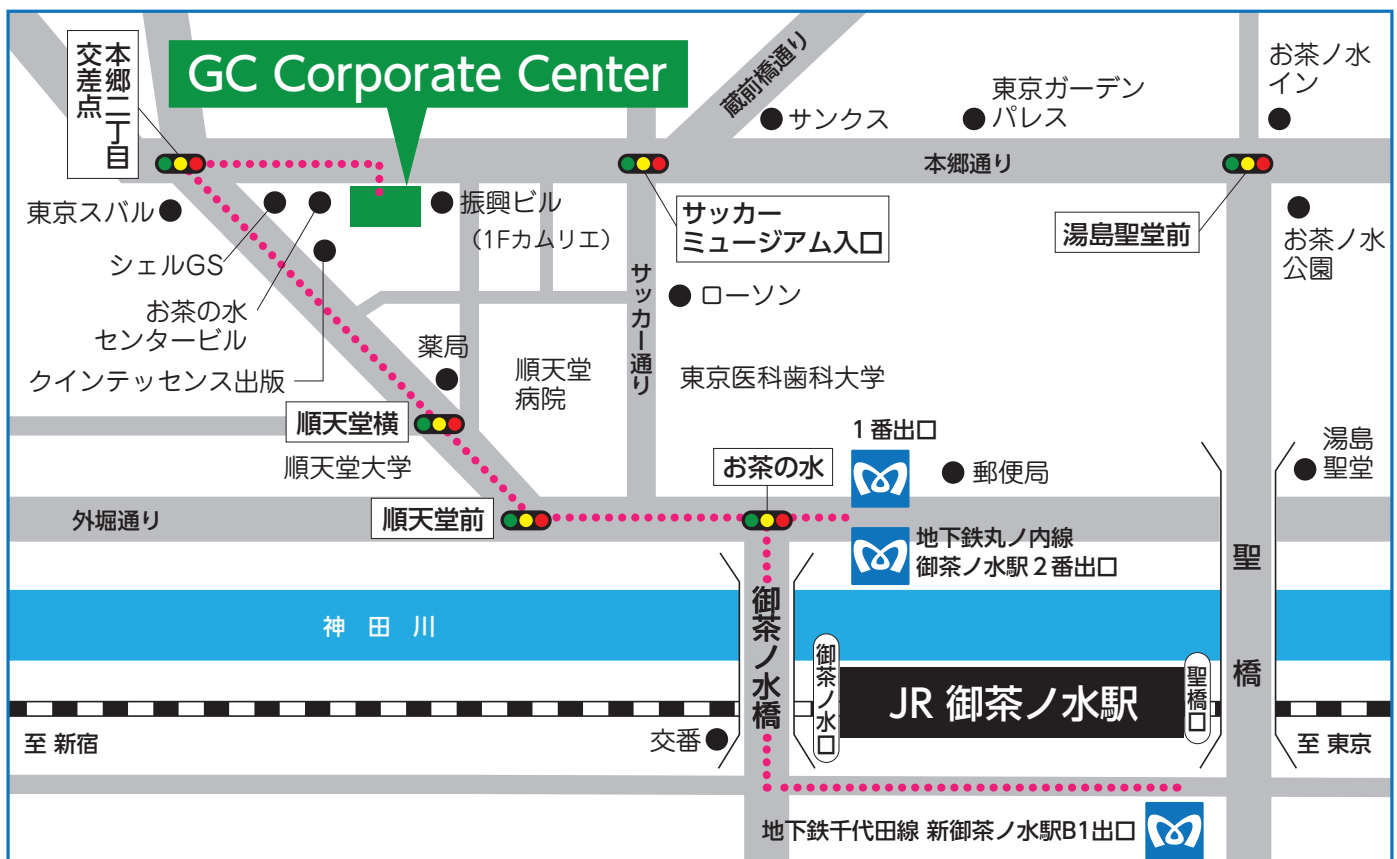 本郷二丁目
交差点
GC Corporate Center
蔵前橋通り
サンクス
東京ガーデン
パレス
お茶ノ水
イン
本郷通り
東京スバル
シェルGS
お茶の水
センタービル
クインテッセンス出版
振興ビル
（1Fカムリエ）
サッカー
ミュージアム入口
湯島聖堂前
お茶ノ水
公園
サッカー通り
ローソン
薬局
順天堂
病院
東京医科歯科大学
順天堂横
順天堂大学
1番出口
お茶の水
郵便局
湯島
聖堂
外堀通り
順天堂前
地下鉄丸ノ内線
御茶ノ水駅２番出口
神田川
御茶ノ水橋
聖橋
御茶ノ水口
JR 御茶ノ水駅
聖橋口
至 新宿
交番
至 東京
地下鉄千代田線 新御茶ノ水駅B1出口